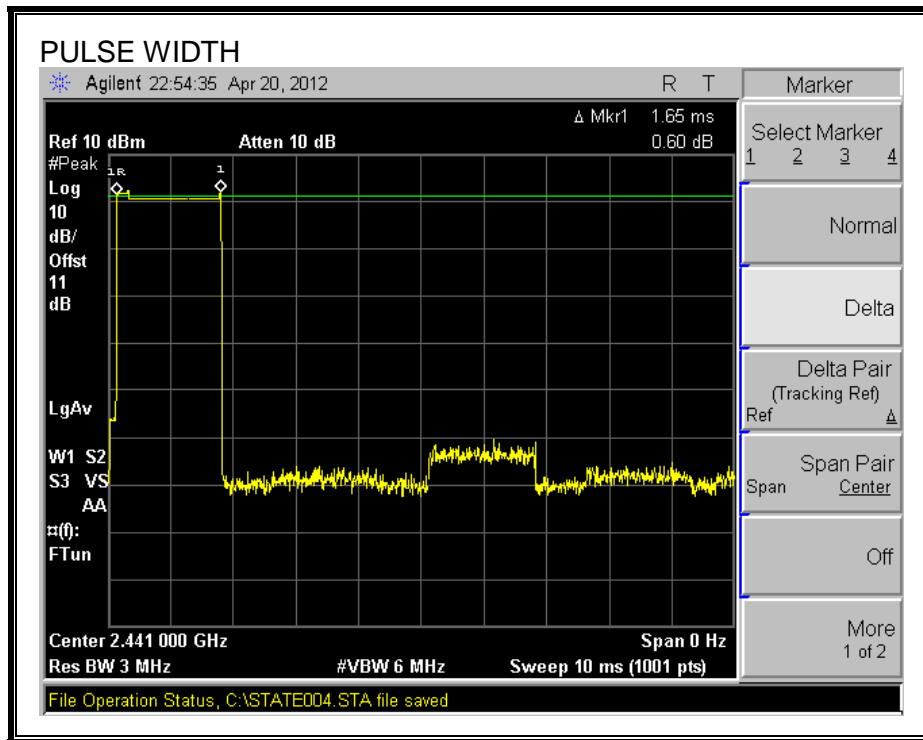 PULSE WIDTH
Agilent 22:54:35 Apr 20, 2012 R T
Δ Mkr1 1.65 ms
Ref 10 dBm Atten 10 dB 0.60 dB
#Peak
Log
10
dB/
Offst
11
dB
1R 1
LgAv
W1 S2
S3 VS
AA
¤(f):
FTun
Center 2.441 000 GHz Span 0 Hz
Res BW 3 MHz #VBW 6 MHz Sweep 10 ms (1001 pts)
File Operation Status, C:\STATE004.STA file saved
Marker
Select Marker
1 2 3 4
Normal
Delta
Delta Pair
(Tracking Ref)
Ref Δ
Span Pair
Span Center
Off
More
1 of 2